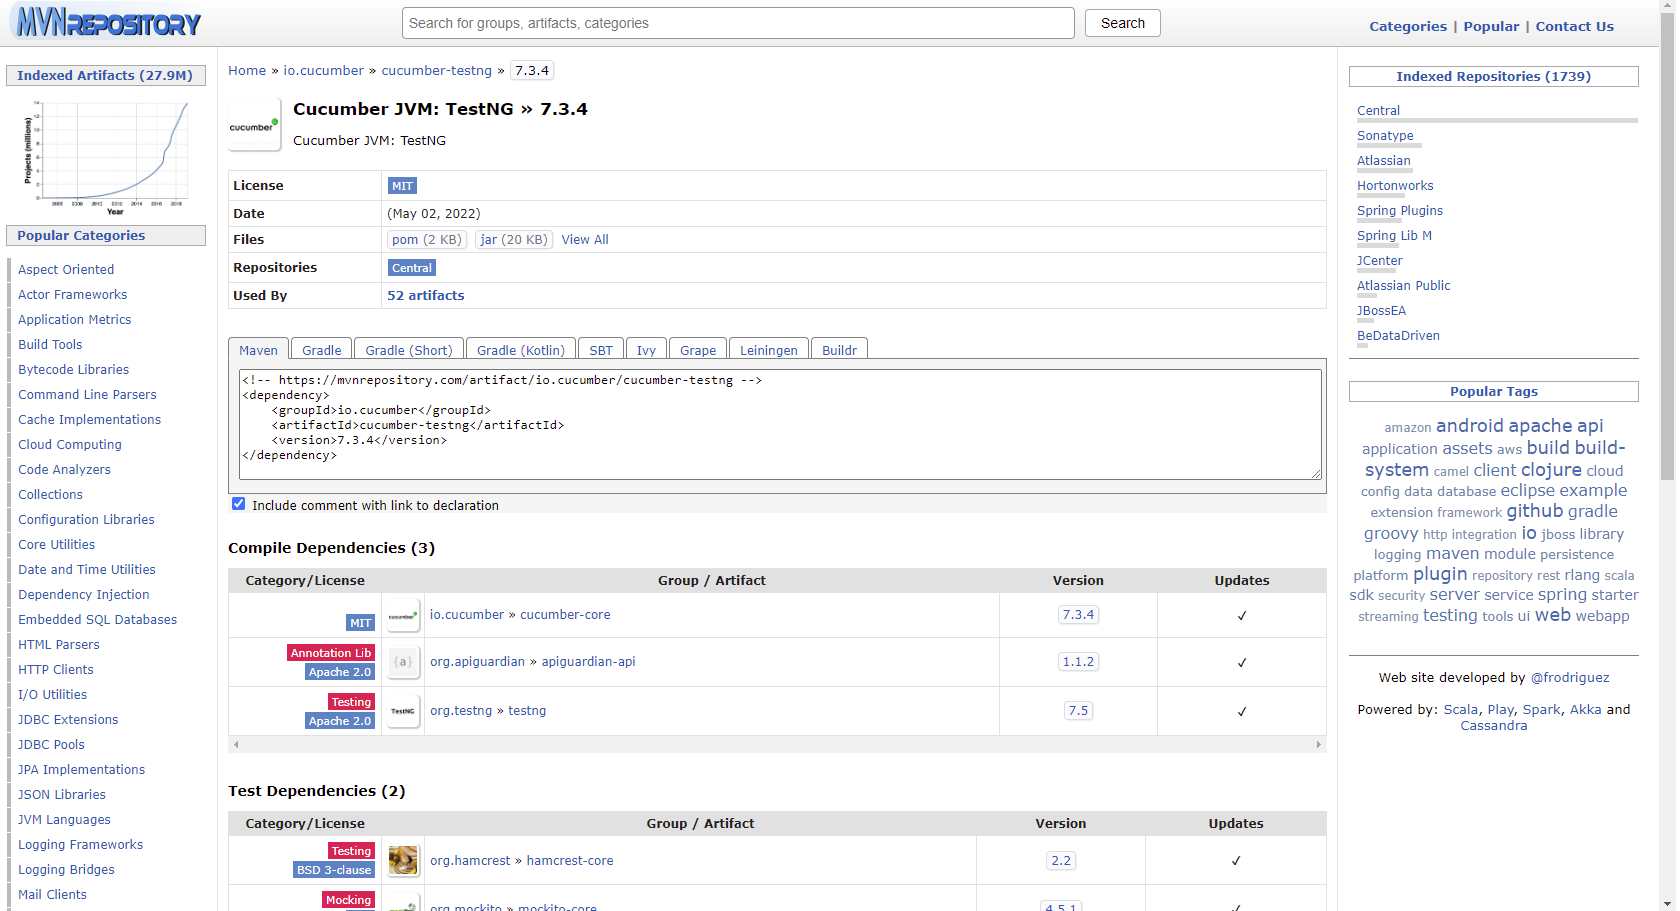 MVNREPOSITORY
Search for groups, artifacts, categories
Search
Categories | Popular | Contact Us
Indexed Artifacts (27.9M)
Projects (millions)
Year
Popular Categories
Aspect Oriented
Actor Frameworks
Application Metrics
Build Tools
Bytecode Libraries
Command Line Parsers
Cache Implementations
Cloud Computing
Code Analyzers
Collections
Configuration Libraries
Core Utilities
Date and Time Utilities
Dependency Injection
Embedded SQL Databases
HTML Parsers
HTTP Clients
I/O Utilities
JDBC Extensions
JDBC Pools
JPA Implementations
JSON Libraries
JVM Languages
Logging Frameworks
Logging Bridges
Mail Clients
Home » io.cucumber » cucumber-testng » 7.3.4
cucumber
Cucumber JVM: TestNG » 7.3.4
Cucumber JVM: TestNG
License MIT
Date (May 02, 2022)
Files pom (2 KB) jar (20 KB) View All
Repositories Central
Used By 52 artifacts
Maven Gradle Gradle (Short) Gradle (Kotlin) SBT Ivy Grape Leiningen Buildr
<!-- https://mvnrepository.com/artifact/io.cucumber/cucumber-testng -->
<dependency>
    <groupId>io.cucumber</groupId>
    <artifactId>cucumber-testng</artifactId>
    <version>7.3.4</version>
</dependency>
Include comment with link to declaration
Compile Dependencies (3)
Category/License Group / Artifact Version Updates
MIT cucumber io.cucumber » cucumber-core 7.3.4 ✓
Annotation Lib
Apache 2.0 {a} org.apiguardian » apiguardian-api 1.1.2 ✓
Testing
Apache 2.0 TestNG org.testng » testng 7.5 ✓
Test Dependencies (2)
Category/License Group / Artifact Version Updates
Testing
BSD 3-clause org.hamcrest » hamcrest-core 2.2 ✓
Mocking org.mockito » mockito-core 4.5.1 ✓
Indexed Repositories (1739)
Central
Sonatype
Atlassian
Hortonworks
Spring Plugins
Spring Lib M
JCenter
Atlassian Public
JBossEA
BeDataDriven
Popular Tags
amazon android apache api
application assets aws build build-
system camel client clojure cloud
config data database eclipse example
extension framework github gradle
groovy http integration io jboss library
logging maven module persistence
platform plugin repository rest rlang scala
sdk security server service spring starter
streaming testing tools ui web webapp
Web site developed by @frodriguez
Powered by: Scala, Play, Spark, Akka and
Cassandra